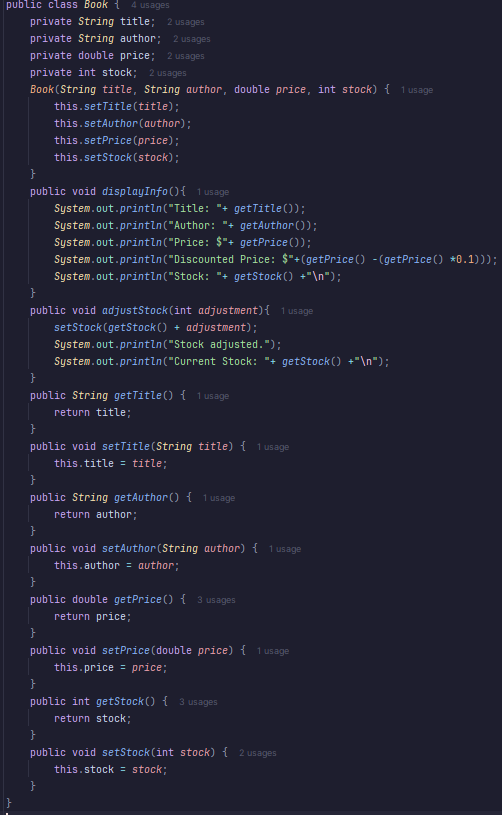 public class Book {  4 usages
    private String title;  2 usages
    private String author;  2 usages
    private double price;  2 usages
    private int stock;  2 usages
    Book(String title, String author, double price, int stock) {  1 usage
        this.setTitle(title);
        this.setAuthor(author);
        this.setPrice(price);
        this.setStock(stock);
    }
    public void displayInfo(){  1 usage
        System.out.println("Title: "+ getTitle());
        System.out.println("Author: "+ getAuthor());
        System.out.println("Price: $"+ getPrice());
        System.out.println("Discounted Price: $"+(getPrice() -(getPrice() *0.1)));
        System.out.println("Stock: "+ getStock() +"\n");
    }
    public void adjustStock(int adjustment){  1 usage
        setStock(getStock() + adjustment);
        System.out.println("Stock adjusted.");
        System.out.println("Current Stock: "+ getStock() +"\n");
    }
    public String getTitle() {  1 usage
        return title;
    }
    public void setTitle(String title) {  1 usage
        this.title = title;
    }
    public String getAuthor() {  1 usage
        return author;
    }
    public void setAuthor(String author) {  1 usage
        this.author = author;
    }
    public double getPrice() {  3 usages
        return price;
    }
    public void setPrice(double price) {  1 usage
        this.price = price;
    }
    public int getStock() {  3 usages
        return stock;
    }
    public void setStock(int stock) {  2 usages
        this.stock = stock;
    }
}